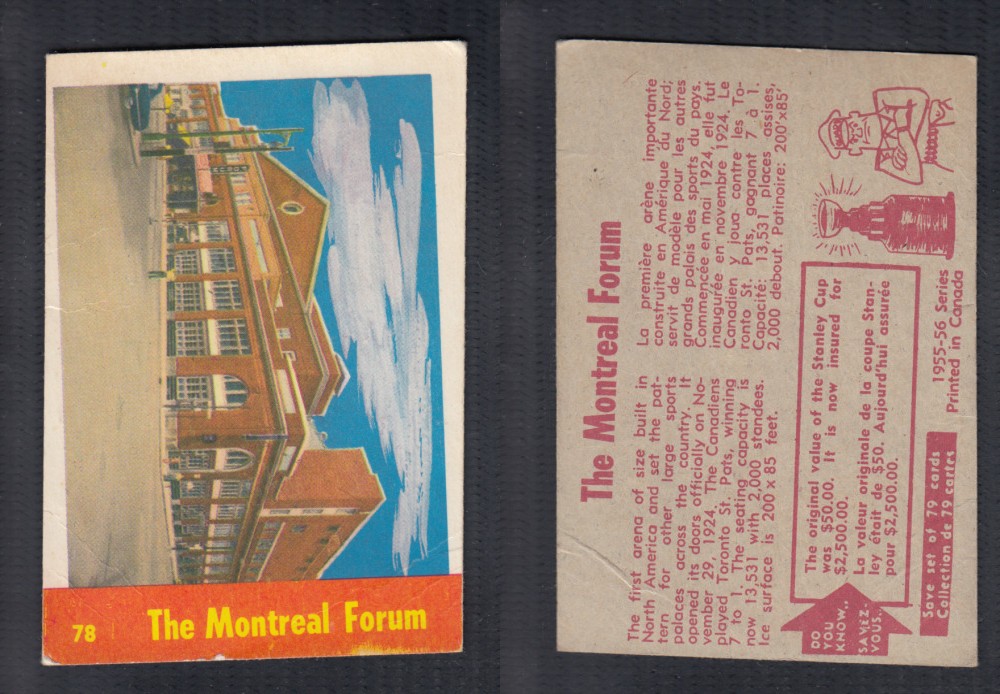 78
The Montreal Forum
The Montreal Forum
The first arena of size built in
North America and set the pat-
tern for other large sports
palaces across the country. It
opened its doors officially on No-
vember 29, 1924. The Canadiens
played Toronto St. Pats, winning
7 to 1. The seating capacity is
now 13,531 with 2,000 standees.
Ice surface is 200 x 85 feet.
La première arène importante
construite en Amérique du Nord;
servit de modèle pour les autres
grands palais des sports du pays.
Commencée en mai 1924, elle fut
inaugurée en novembre 1924. Le
Canadien y joua contre les To-
ronto St. Pats, gagnant 7 à 1.
Capacité: 13,531 places assises,
2,000 debout. Patinoire: 200'x85'
DO
YOU
KNOW..
SAVIEZ-
VOUS..
The original value of the Stanley Cup
was $50.00. It is now insured for
$2,500.00.
La valeur originale de la coupe Stan-
ley était de $50. Aujourd'hui assurée
pour $2,500.00.
Save set of 79 cards
Collection de 79 cartes
1955-56 Series
Printed in Canada